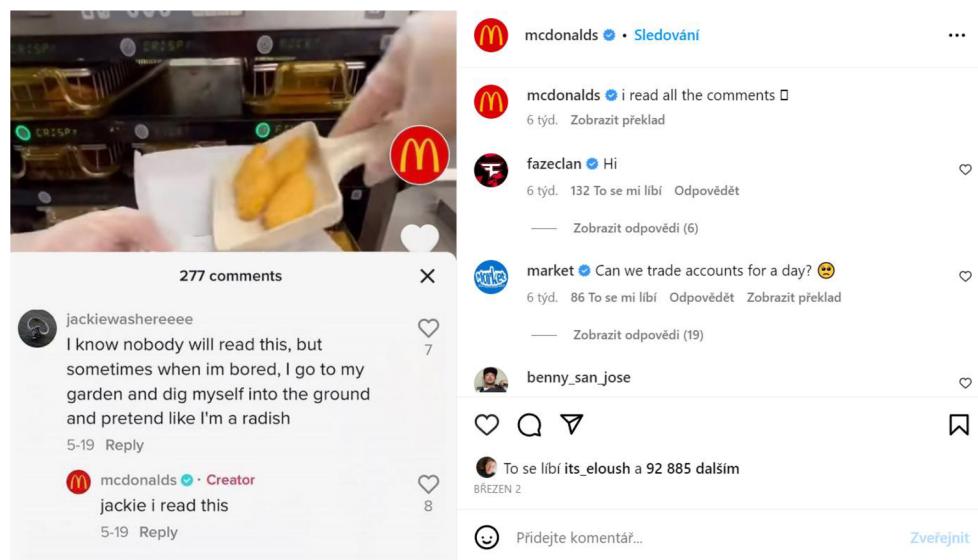 CRISPY
CRISPY
277 comments
jackiewashereeee
I know nobody will read this, but
sometimes when im bored, I go to my
garden and dig myself into the ground
and pretend like I'm a radish
7
5-19 Reply
mcdonalds · Creator
jackie i read this
8
5-19 Reply
mcdonalds • Sledování
mcdonalds i read all the comments
6 týd. Zobrazit překlad
fazeclan Hi
6 týd. 132 To se mi líbí Odpovědět
Zobrazit odpovědi (6)
market Can we trade accounts for a day? 🥺
6 týd. 86 To se mi líbí Odpovědět Zobrazit překlad
Zobrazit odpovědi (19)
benny_san_jose
To se líbí its_eloush a 92 885 dalším
BŘEZEN 2
Přidejte komentář...
Zveřejnit